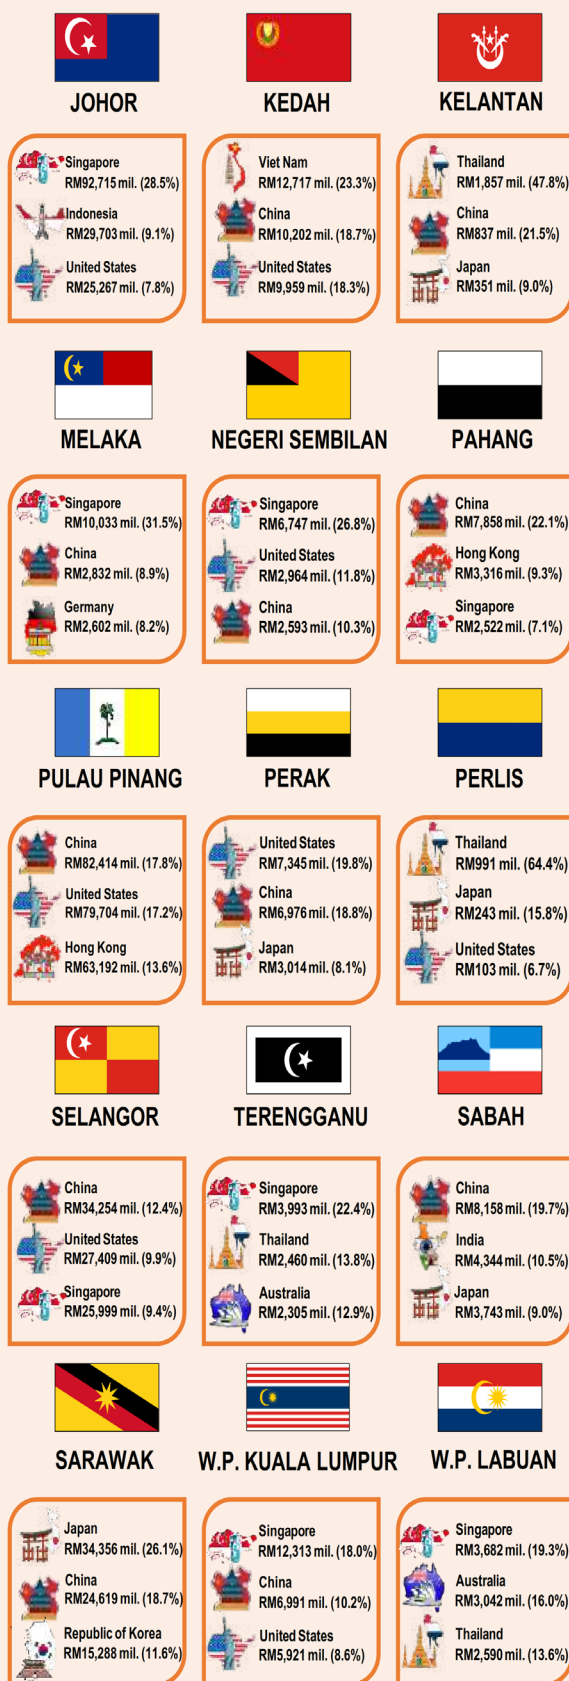 JOHOR
KEDAH
KELANTAN
Singapore
RM92,715 mil. (28.5%)
Indonesia
RM29,703 mil. (9.1%)
United States
RM25,267 mil. (7.8%)
Viet Nam
RM12,717 mil. (23.3%)
China
RM10,202 mil. (18.7%)
United States
RM9,959 mil. (18.3%)
Thailand
RM1,857 mil. (47.8%)
China
RM837 mil. (21.5%)
Japan
RM351 mil. (9.0%)
MELAKA
NEGERI SEMBILAN
PAHANG
Singapore
RM10,033 mil. (31.5%)
China
RM2,832 mil. (8.9%)
Germany
RM2,602 mil. (8.2%)
Singapore
RM6,747 mil. (26.8%)
United States
RM2,964 mil. (11.8%)
China
RM2,593 mil. (10.3%)
China
RM7,858 mil. (22.1%)
Hong Kong
RM3,316 mil. (9.3%)
Singapore
RM2,522 mil. (7.1%)
PULAU PINANG
PERAK
PERLIS
China
RM82,414 mil. (17.8%)
United States
RM79,704 mil. (17.2%)
Hong Kong
RM63,192 mil. (13.6%)
United States
RM7,345 mil. (19.8%)
China
RM6,976 mil. (18.8%)
Japan
RM3,014 mil. (8.1%)
Thailand
RM991 mil. (64.4%)
Japan
RM243 mil. (15.8%)
United States
RM103 mil. (6.7%)
SELANGOR
TERENGGANU
SABAH
China
RM34,254 mil. (12.4%)
United States
RM27,409 mil. (9.9%)
Singapore
RM25,999 mil. (9.4%)
Singapore
RM3,993 mil. (22.4%)
Thailand
RM2,460 mil. (13.8%)
Australia
RM2,305 mil. (12.9%)
China
RM8,158 mil. (19.7%)
India
RM4,344 mil. (10.5%)
Japan
RM3,743 mil. (9.0%)
SARAWAK
W.P. KUALA LUMPUR
W.P. LABUAN
Japan
RM34,356 mil. (26.1%)
China
RM24,619 mil. (18.7%)
Republic of Korea
RM15,288 mil. (11.6%)
Singapore
RM12,313 mil. (18.0%)
China
RM6,991 mil. (10.2%)
United States
RM5,921 mil. (8.6%)
Singapore
RM3,682 mil. (19.3%)
Australia
RM3,042 mil. (16.0%)
Thailand
RM2,590 mil. (13.6%)